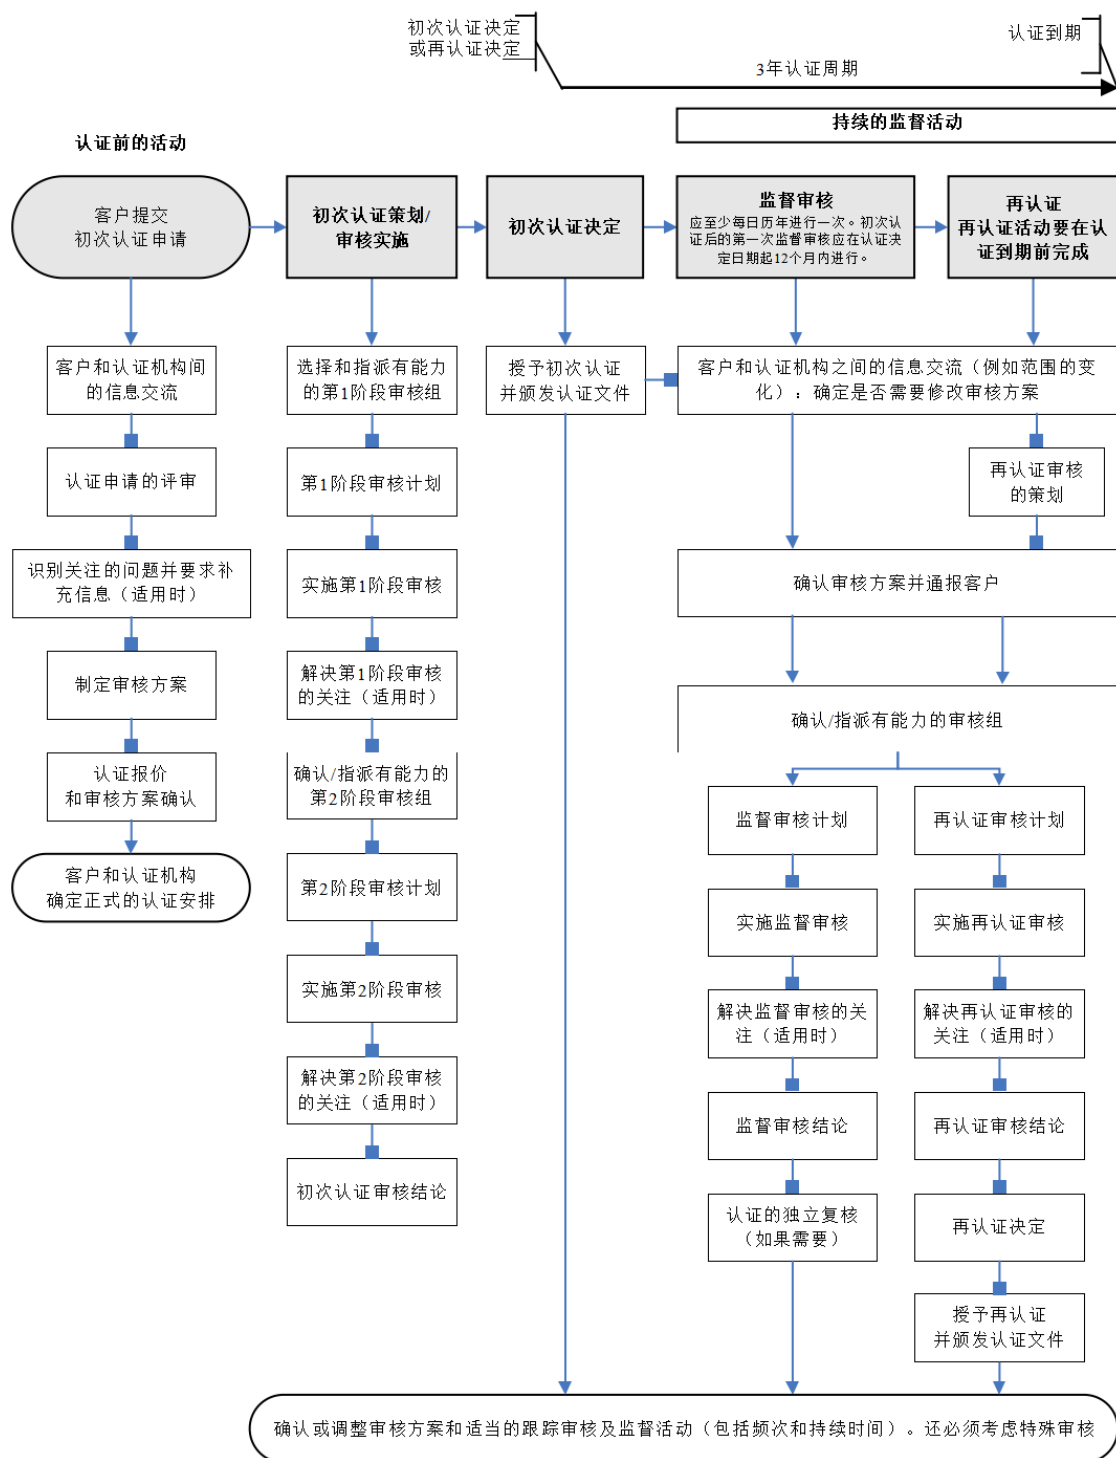 初次认证决定
或再认证决定
认证到期
3年认证周期
持续的监督活动
认证前的活动
客户提交
初次认证申请
初次认证策划/
审核实施
初次认证决定
监督审核
应至少每日历年进行一次。初次认
证后的第一次监督审核应在认证决
定日期起12个月内进行。
再认证
再认证活动要在认
证到期前完成
客户和认证机构间
的信息交流
认证申请的评审
识别关注的问题并要求补
充信息（适用时）
制定审核方案
认证报价
和审核方案确认
客户和认证机构
确定正式的认证安排
选择和指派有能力
的第1阶段审核组
第1阶段审核计划
实施第1阶段审核
解决第1阶段审核
的关注（适用时）
确认/指派有能力的
第2阶段审核组
第2阶段审核计划
实施第2阶段审核
解决第2阶段审核
的关注（适用时）
初次认证审核结论
授予初次认证
并颁发认证文件
客户和认证机构之间的信息交流（例如范围的变
化）：确定是否需要修改审核方案
再认证审核
的策划
确认审核方案并通报客户
确认/指派有能力的审核组
监督审核计划
实施监督审核
解决监督审核的关
注（适用时）
监督审核结论
认证的独立复核
（如果需要）
再认证审核计划
实施再认证审核
解决再认证审核的
关注（适用时）
再认证审核结论
再认证决定
授予再认证
并颁发认证文件
确认或调整审核方案和适当的跟踪审核及监督活动（包括频次和持续时间）。还必须考虑特殊审核